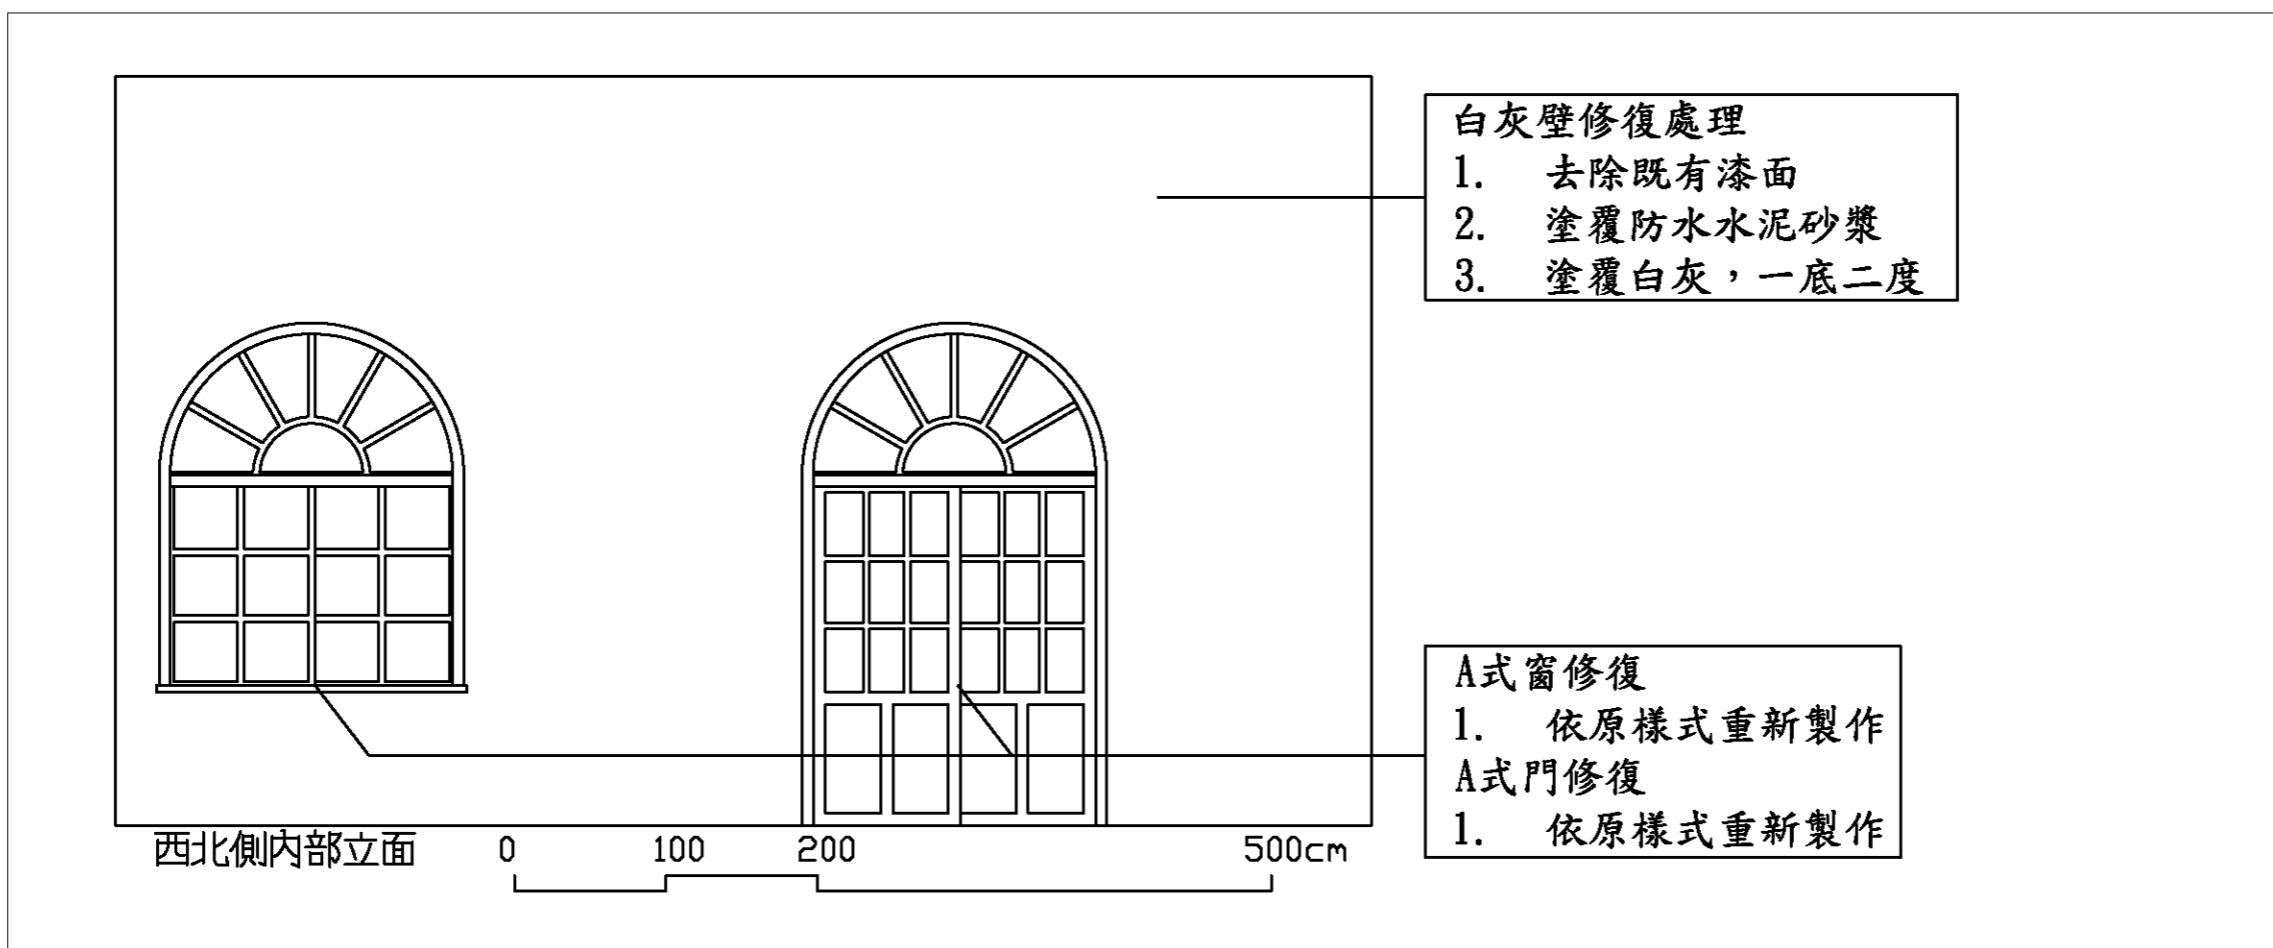 白灰壁修復處理
1. 去除既有漆面
2. 塗覆防水水泥砂漿
3. 塗覆白灰，一底二度
A式窗修復
1. 依原樣式重新製作
A式門修復
1. 依原樣式重新製作
西北側內部立面
0 100 200 500cm